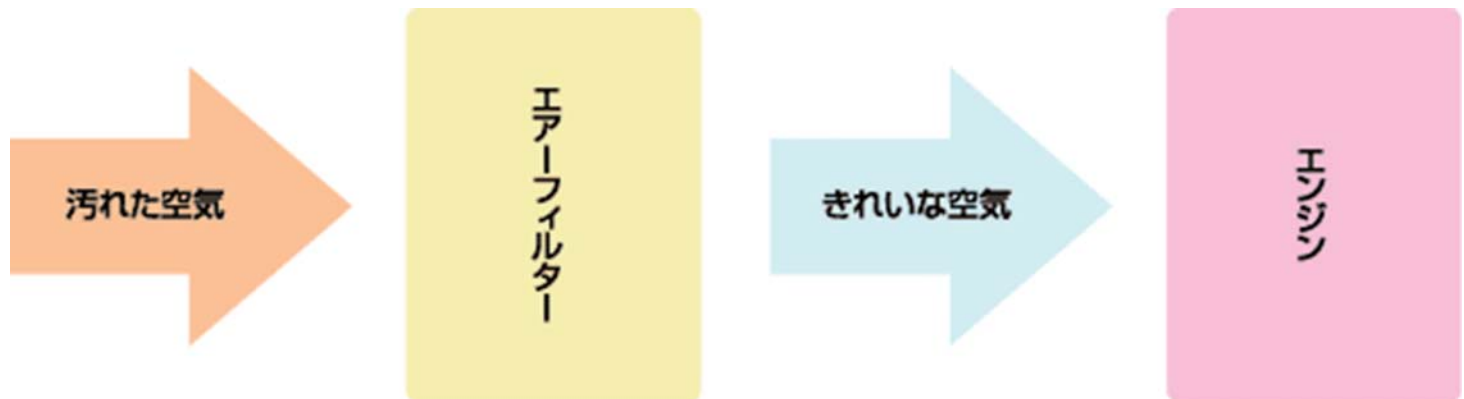 汚れた空気
エアーフィルター
きれいな空気
エンジン